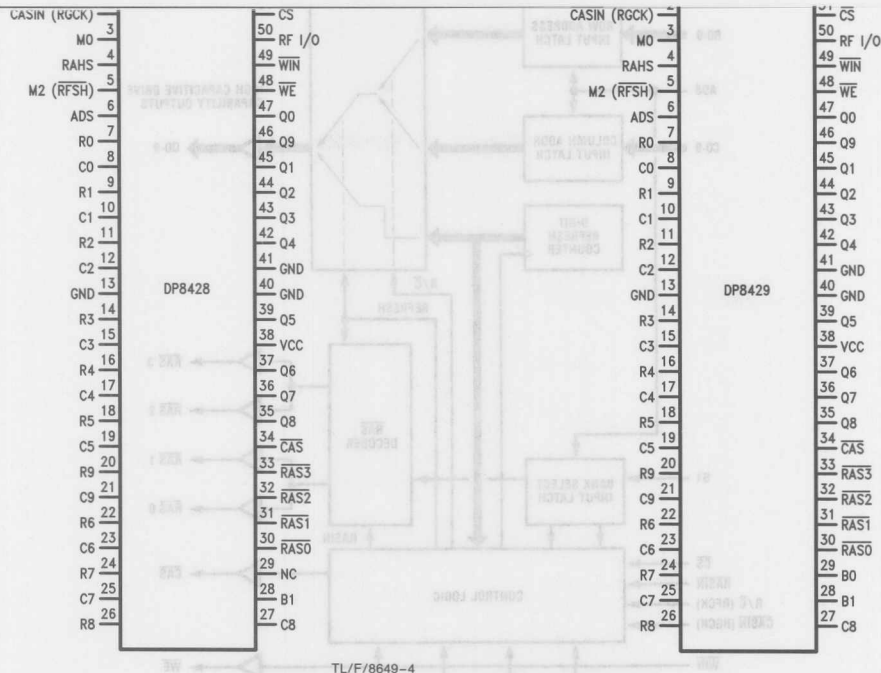 CASIN (RGCK) CS
M0 3 50 RF I/O
RAHS 4 49 WIN
M2 (RFSH) 5 48 WE
ADS 6 47 Q0
R0 7 46 Q9
C0 8 45 Q1
R1 9 44 Q2
C1 10 43 Q3
R2 11 42 Q4
C2 12 41 GND
GND 13 40 GND
DP8428
R3 14 39 Q5
C3 15 38 VCC
R4 16 37 Q6
C4 17 36 Q7
R5 18 35 Q8
C5 19 34 CAS
R9 20 33 RAS3
C9 21 32 RAS2
R6 22 31 RAS1
C6 23 30 RAS0
R7 24 29 NC
C7 25 28 B1
R8 26 27 C8
TL/F/8649-4
CASIN (RGCK) CS
M0 3 50 RF I/O
RAHS 4 49 WIN
M2 (RFSH) 5 48 WE
ADS 6 47 Q0
R0 7 46 Q9
C0 8 45 Q1
R1 9 44 Q2
C1 10 43 Q3
R2 11 42 Q4
C2 12 41 GND
GND 13 40 GND
DP8429
R3 14 39 Q5
C3 15 38 VCC
R4 16 37 Q6
C4 17 36 Q7
R5 18 35 Q8
C5 19 34 CAS
R9 20 33 RAS3
C9 21 32 RAS2
R6 22 31 RAS1
C6 23 30 RAS0
R7 24 29 B0
C7 25 28 B1
R8 26 27 C8